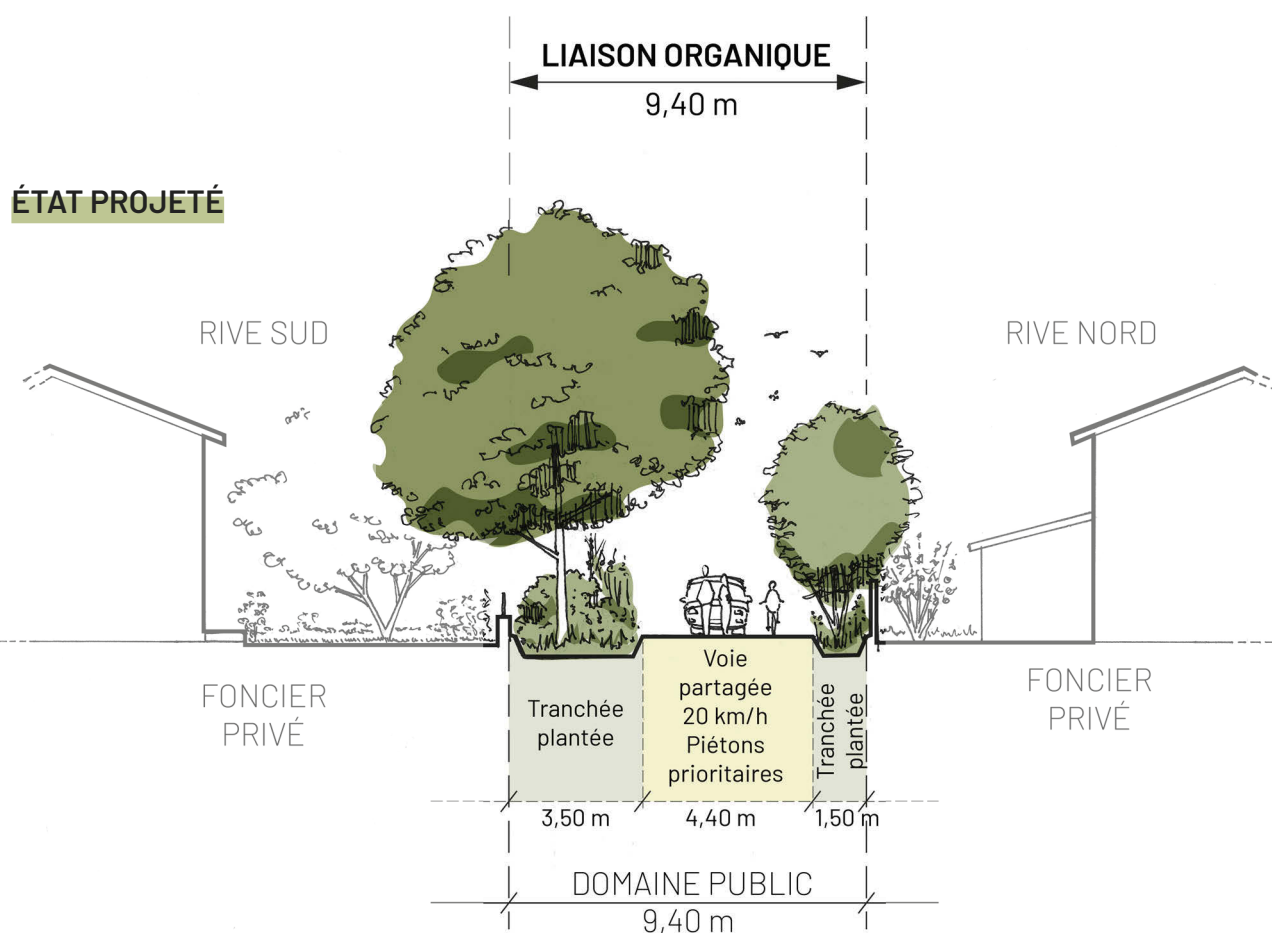 LIAISON ORGANIQUE
9,40 m
ÉTAT PROJETÉ
RIVE SUD
RIVE NORD
FONCIER
PRIVÉ
Tranchée
plantée
Voie
partagée
20 km/h
Piétons
prioritaires
Tranchée
plantée
FONCIER
PRIVÉ
3,50 m
4,40 m
1,50 m
DOMAINE PUBLIC
9,40 m